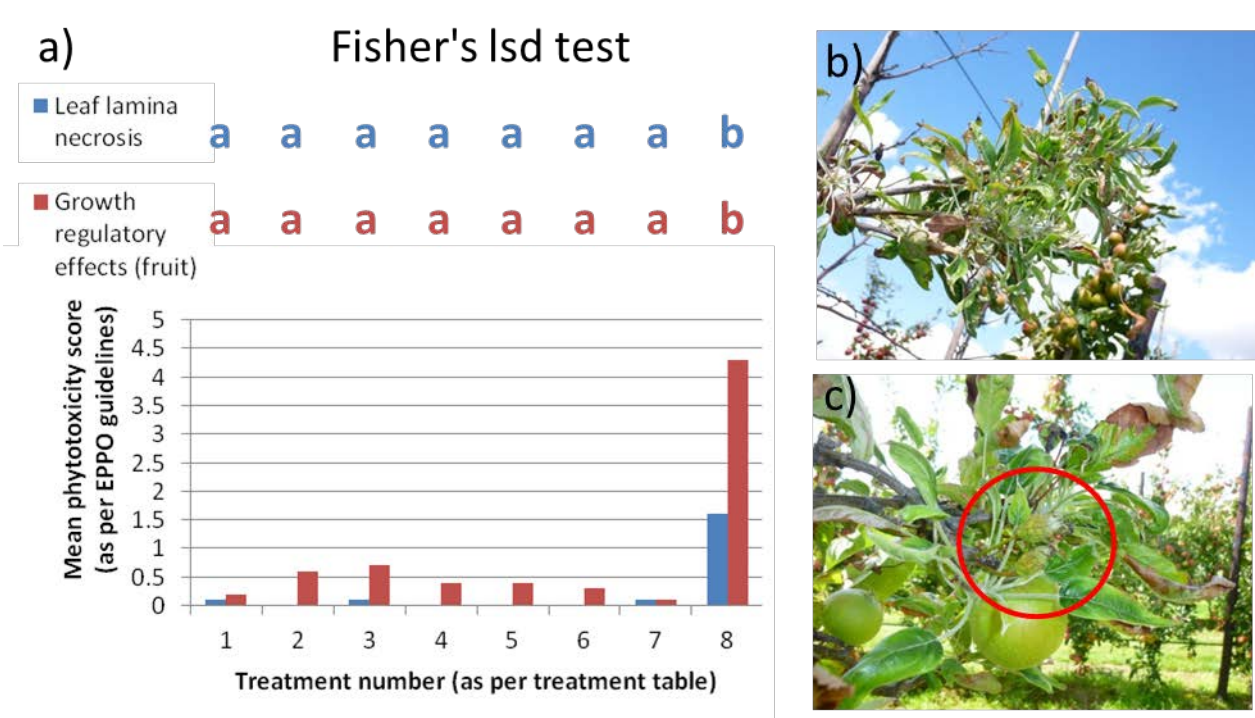 a)
Fisher's lsd test
Leaf lamina
necrosis
a a a a a a a b
Growth
regulatory
effects (fruit)
a a a a a a a b
Mean phytotoxicity score
(as per EPPO guidelines)
5
4.5
4
3.5
3
2.5
2
1.5
1
0.5
0
1 2 3 4 5 6 7 8
Treatment number (as per treatment table)
b)
c)